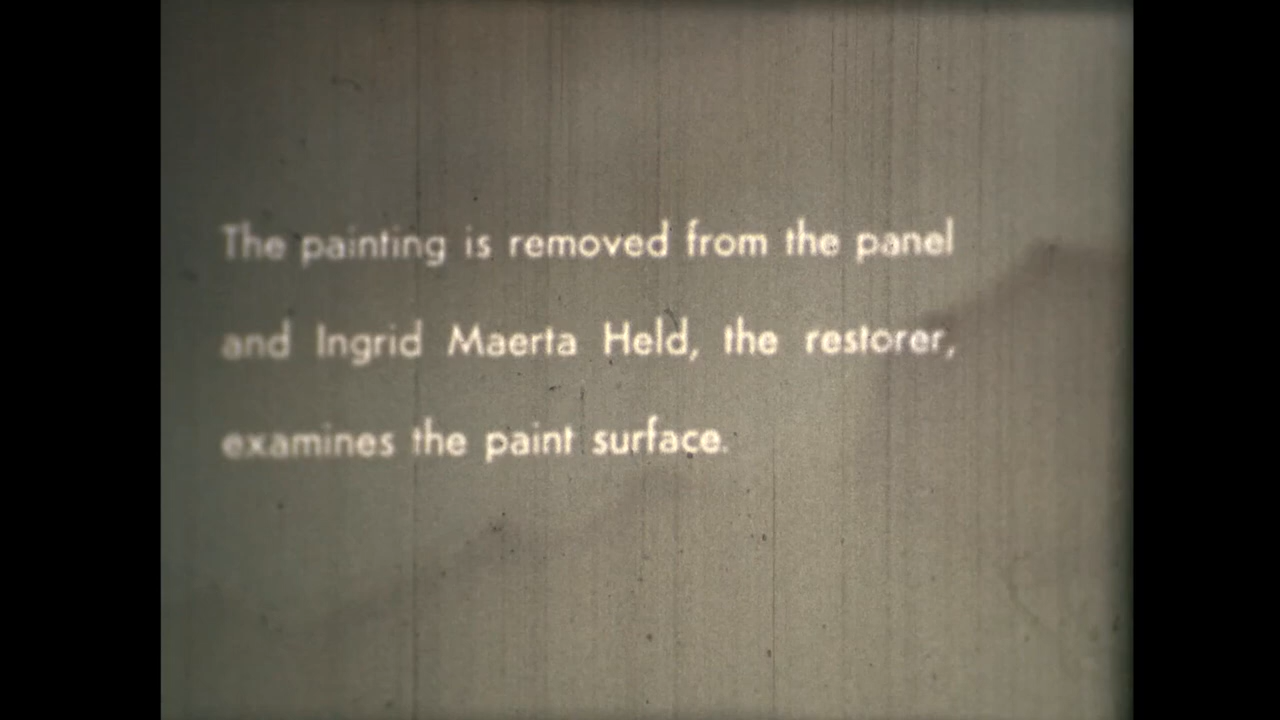 The painting is removed from the panel
and Ingrid Maerta Held, the restorer,
examines the paint surface.